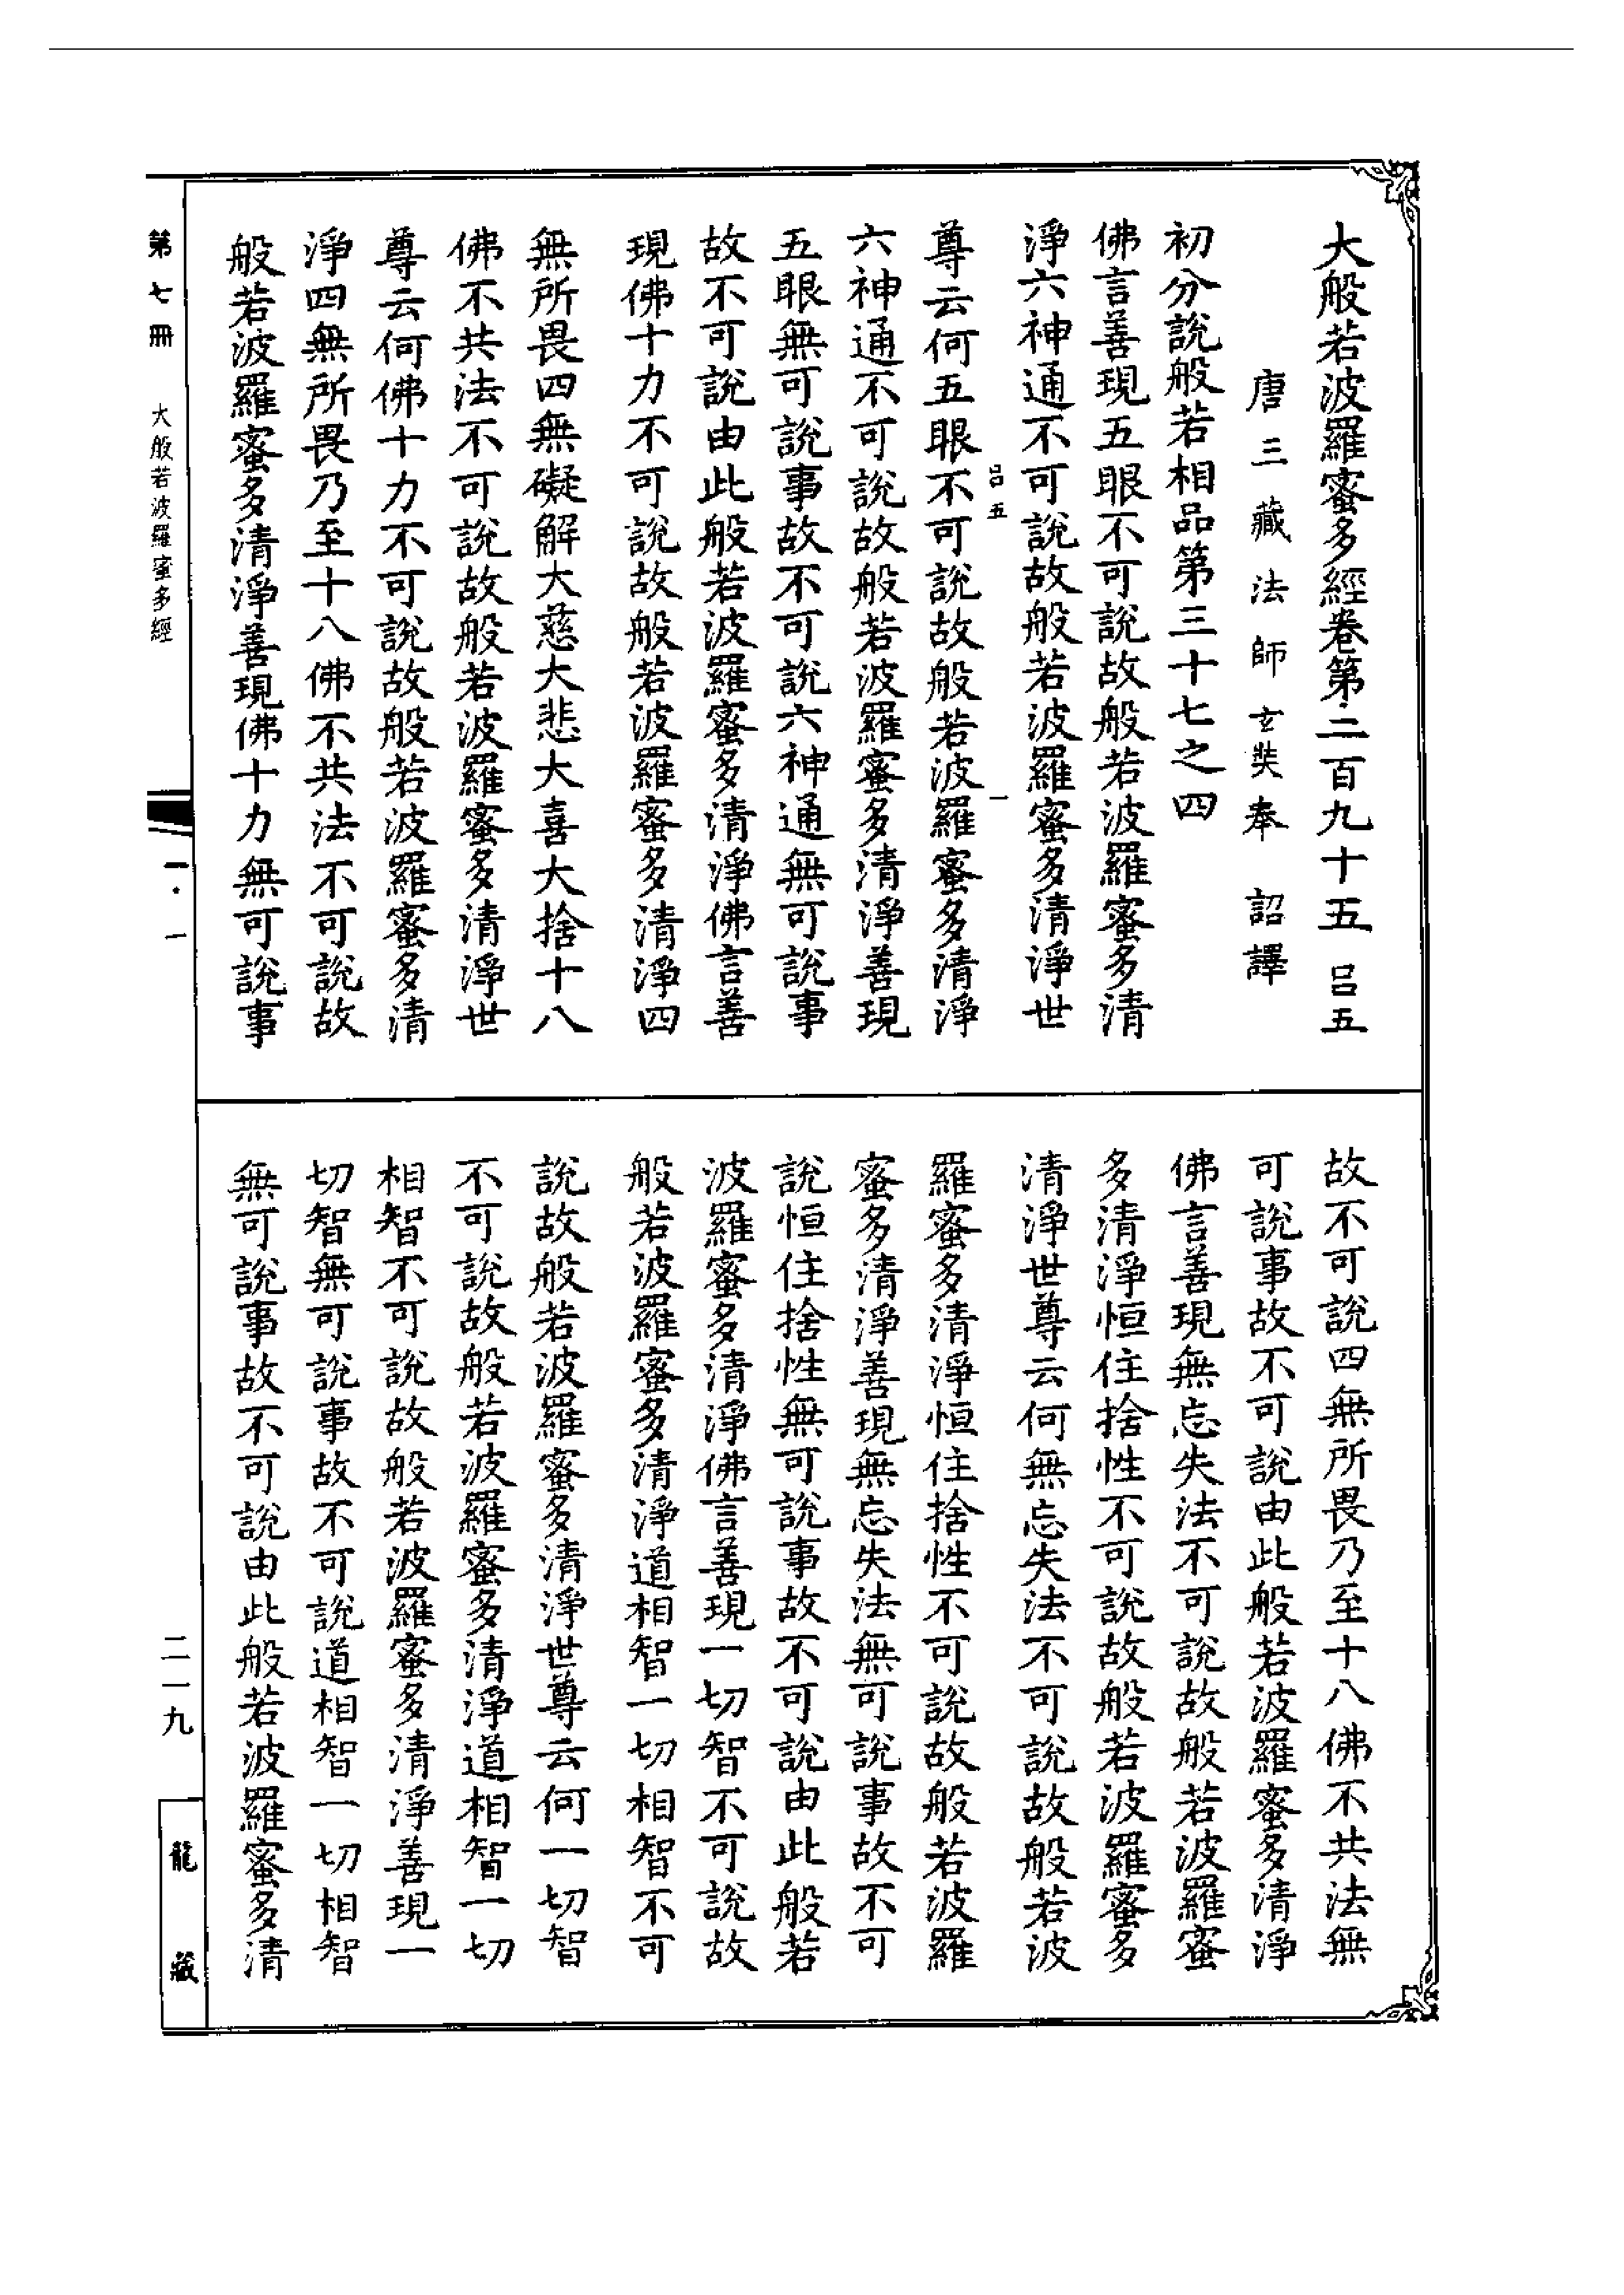 大般若波羅蜜多經卷第二百九十五　呂五
唐三藏法師玄奘奉　詔譯
初分說般若相品第三十七之四
佛言善現五眼不可說故般若波羅蜜多清
淨六神通不可說故般若波羅蜜多清淨世
呂五　一
尊云何五眼不可說故般若波羅蜜多清淨
六神通不可說故般若波羅蜜多清淨善現
五眼無可說事故不可說六神通無可說事
故不可說由此般若波羅蜜多清淨佛言善
現佛十力不可說故般若波羅蜜多清淨四
無所畏四無礙解大慈大悲大喜大捨十八
佛不共法不可說故般若波羅蜜多清淨世
尊云何佛十力不可說故般若波羅蜜多清
淨四無所畏乃至十八佛不共法不可說故
般若波羅蜜多清淨善現佛十力無可說事
故不可說四無所畏乃至十八佛不共法無
可說事故不可說由此般若波羅蜜多清淨
佛言善現無忘失法不可說故般若波羅蜜
多清淨恒住捨性不可說故般若波羅蜜多
清淨世尊云何無忘失法不可說故般若波
羅蜜多清淨恒住捨性不可說故般若波羅
蜜多清淨善現無忘失法無可說事故不可
說恒住捨性無可說事故不可說由此般若
波羅蜜多清淨佛言善現一切智不可說故
般若波羅蜜多清淨道相智一切相智不可
說故般若波羅蜜多清淨世尊云何一切智
不可說故般若波羅蜜多清淨道相智一切
相智不可說故般若波羅蜜多清淨善現一
切智無可說事故不可說道相智一切相智
無可說事故不可說由此般若波羅蜜多清
第七冊　大般若波羅蜜多經　一·一
二一九
龍藏